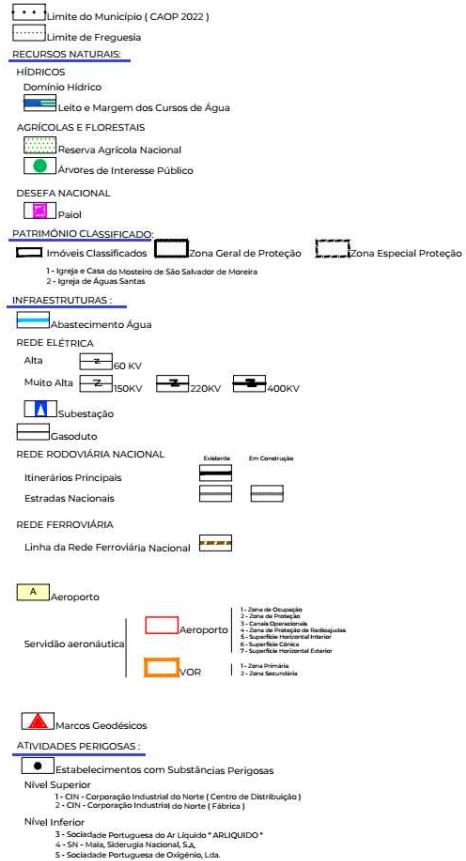 Limite do Município ( CAOP 2022 )
Limite de Freguesia
RECURSOS NATURAIS:
HÍDRICOS
Domínio Hídrico
Leito e Margem dos Cursos de Água
AGRÍCOLAS E FLORESTAIS
Reserva Agrícola Nacional
Árvores de Interesse Público
DESEFA NACIONAL
Paiol
PATRIMÓNIO CLASSIFICADO:
Imóveis Classificados Zona Geral de Proteção Zona Especial Proteção
1 - Igreja e Casa do Mosteiro de São Salvador de Moreira
2 - Igreja de Águas Santas
INFRAESTRUTURAS :
Abastecimento Água
REDE ELÉTRICA
Alta 60 KV
Muito Alta 150KV 220KV 400KV
Subestação
Gasoduto
REDE RODOVIÁRIA NACIONAL Existente Em Construção
Itinerários Principais
Estradas Nacionais
REDE FERROVIÁRIA
Linha da Rede Ferroviária Nacional
A Aeroporto
Servidão aeronáutica
Aeroporto
1 - Zona de Ocupação
2 - Zona de Proteção
3 - Canais Operacionais
4 - Zona de Proteção de Radioajudas
5 - Superfície Horizontal Interior
6 - Superfície Cónica
7 - Superfície Horizontal Exterior
VOR
1 - Zona Primária
2 - Zona Secundária
Marcos Geodésicos
ATIVIDADES PERIGOSAS :
Estabelecimentos com Substâncias Perigosas
Nível Superior
1 - CIN - Corporação Industrial do Norte ( Centro de Distribuição )
2 - CIN - Corporação Industrial do Norte ( Fábrica )
Nível Inferior
3 - Sociadade Portuguesa do Ar Líquido " ARLIQUIDO "
4 - SN - Maia, Siderugia Nacional, S.A,
5 - Sociadade Portuguesa de Oxigénio, Lda.